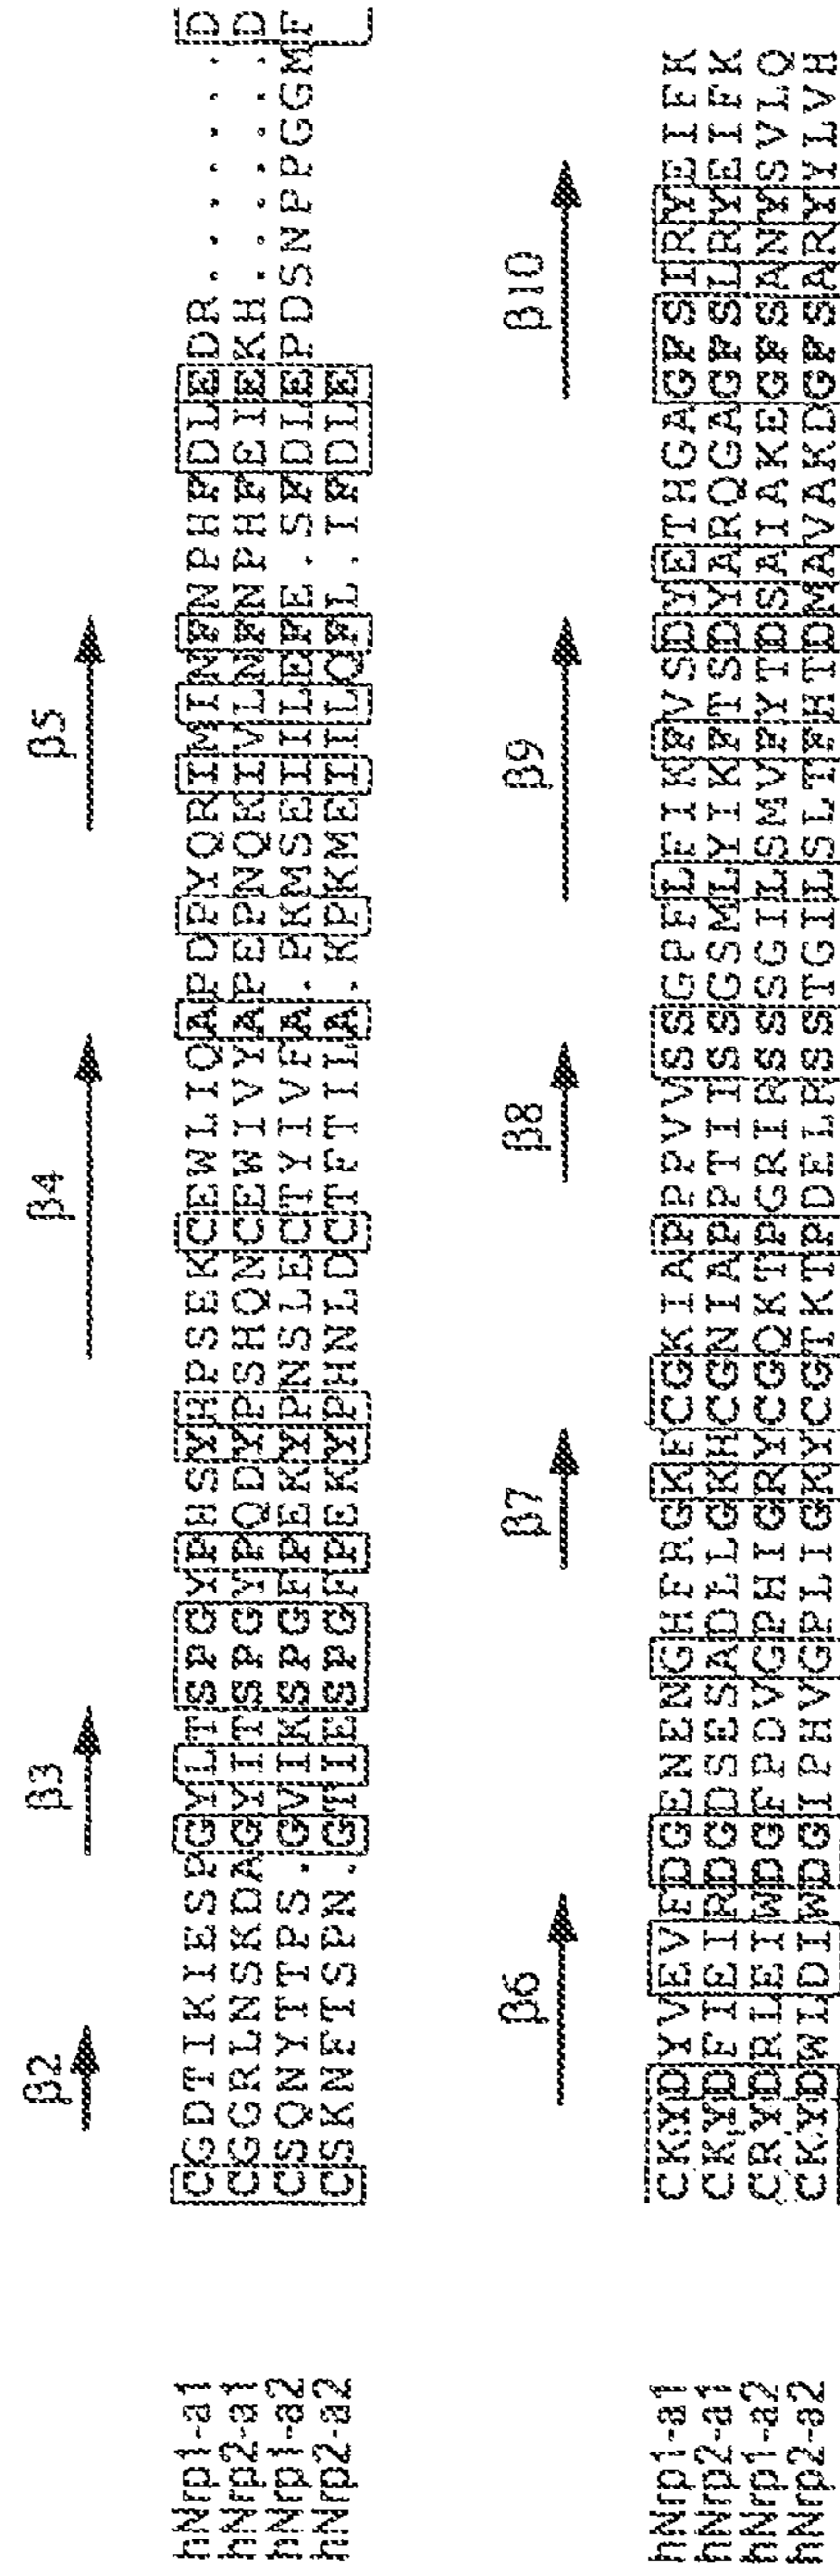 β2 β3 β4 β5
hNrp1-a1 CGDTIKIESPGYLTSPGYPHSYHPSEKCEWLIQAPDPYQRIMINFNPHFDLEDR.......D
hNrp2-a1 CGGRLNSKDAGYITSPGYPQDYPSHQNCEWIVYAPEPNQKIVLNFNPHFEIEKH.......D
hNrp1-a2 CSQNYTTPS.GVIKSPGFPEKYPNSLECTYIVFA.PKMSEIILEFE.SFDLEPDSNPPGGMF
hNrp2-a2 CSKNFTSPN.GTIESPGFPEKYPHNLDCTFTILA.KPKMEIILQFL.IFDLE
β6 β7 β8 β9 β10
hNrp1-a1 CKYDYVEVFDGENENGHFRGKFCGKIAPPPVVSSGPFLFIKFVSDYETHGAGFSIRYEIFK
hNrp2-a1 CKYDFIEIRDGDSESADLLGKHCGNIAPPTIISSGSMLYIKFTSDYARQGAGFSLRYEIFK
hNrp1-a2 CRYDRLEIWDGFPDVGPHIGRYCGQKTPGRIRSSSGILSMVFYTDSAIAKEGFSANYSVLQ
hNrp2-a2 CKYDWLDIWDGIPHVGPLIGKYCGTKTPDELRSSTGILSLTFHTDMAVAKDGFSARYYLVH